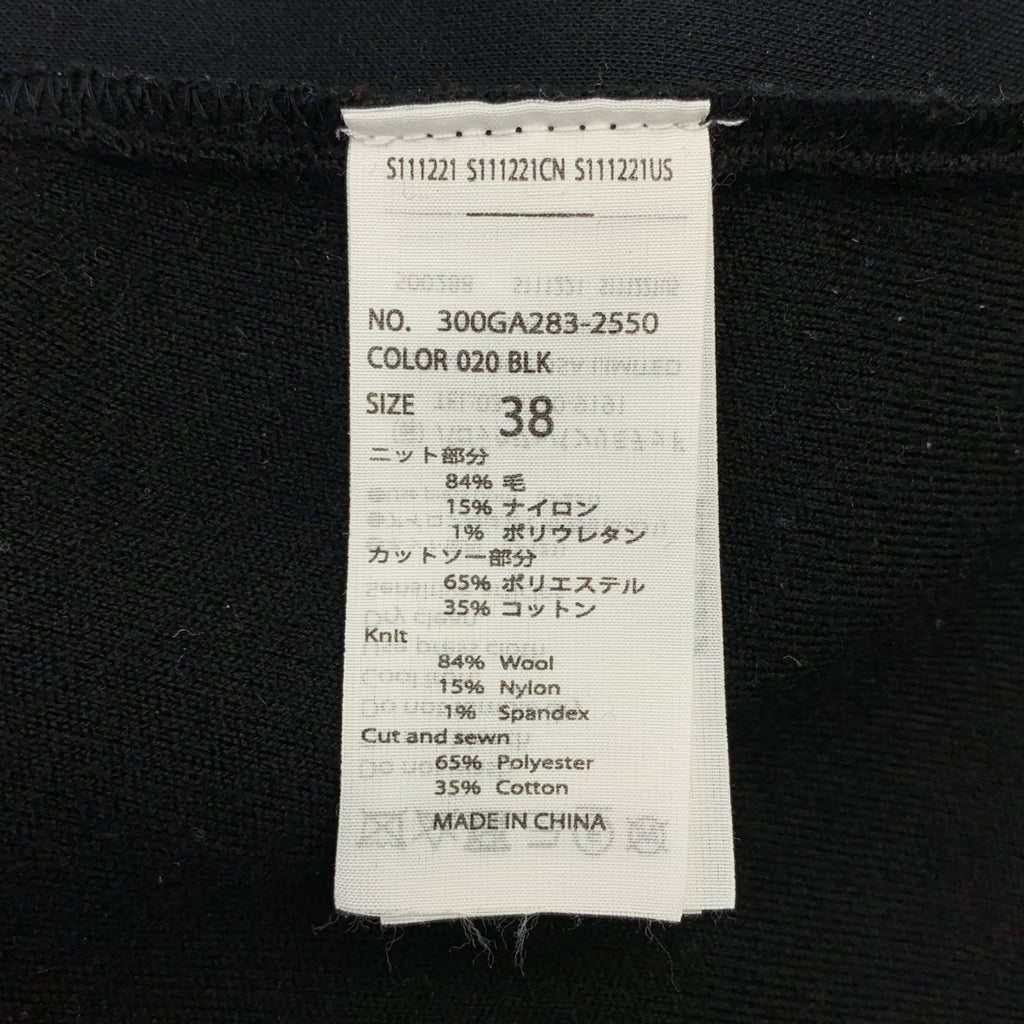 S111221 S111221CN S111221US
NO. 300GA283-2550
COLOR 020 BLK
SIZE 38
ニット部分
84% 毛
15% ナイロン
1% ポリウレタン
カットソー部分
65% ポリエステル
35% コットン
Knit
84% Wool
15% Nylon
1% Spandex
Cut and sewn
65% Polyester
35% Cotton
MADE IN CHINA